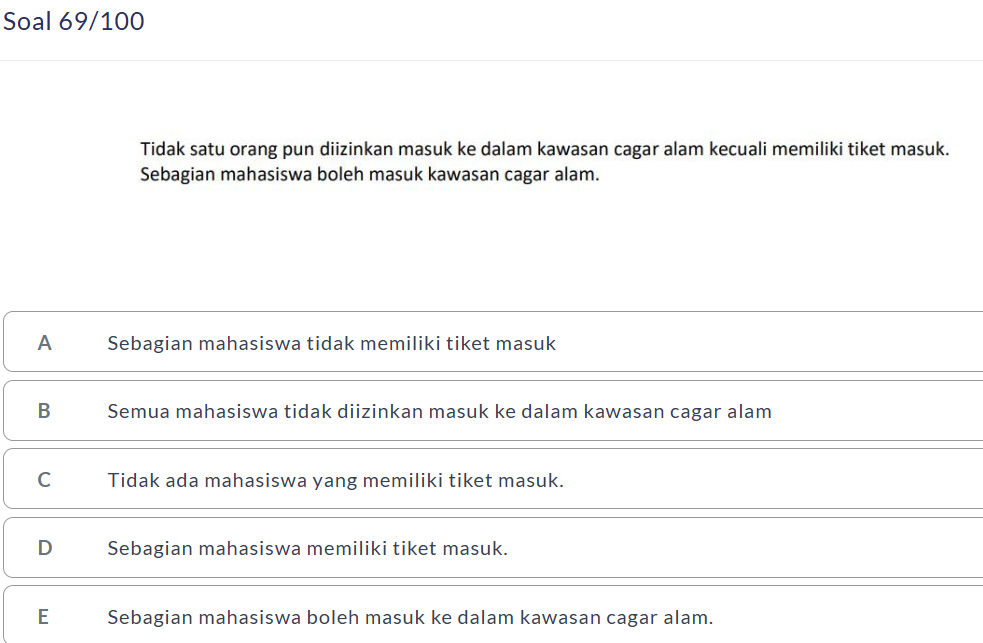 Soal 69/100
Tidak satu orang pun diizinkan masuk ke dalam kawasan cagar alam kecuali memiliki tiket masuk.
Sebagian mahasiswa boleh masuk kawasan cagar alam.
A Sebagian mahasiswa tidak memiliki tiket masuk
B Semua mahasiswa tidak diizinkan masuk ke dalam kawasan cagar alam
C Tidak ada mahasiswa yang memiliki tiket masuk.
D Sebagian mahasiswa memiliki tiket masuk.
E Sebagian mahasiswa boleh masuk ke dalam kawasan cagar alam.